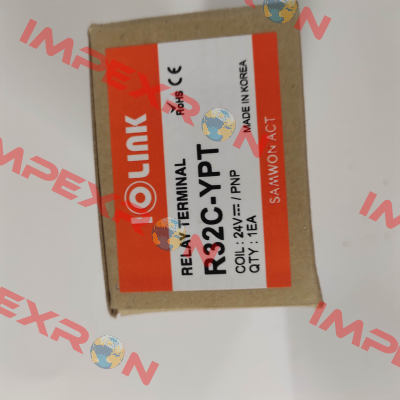 IOLINK
RELAY TERMINAL
RoHS CE
R32C-YPT
COIL : 24V⎓ / PNP
QTY : 1EA
MADE IN KOREA
SAMWON ACT
IMPEXRON
IMPEXRON
IMPEXRON
IMPEXRON